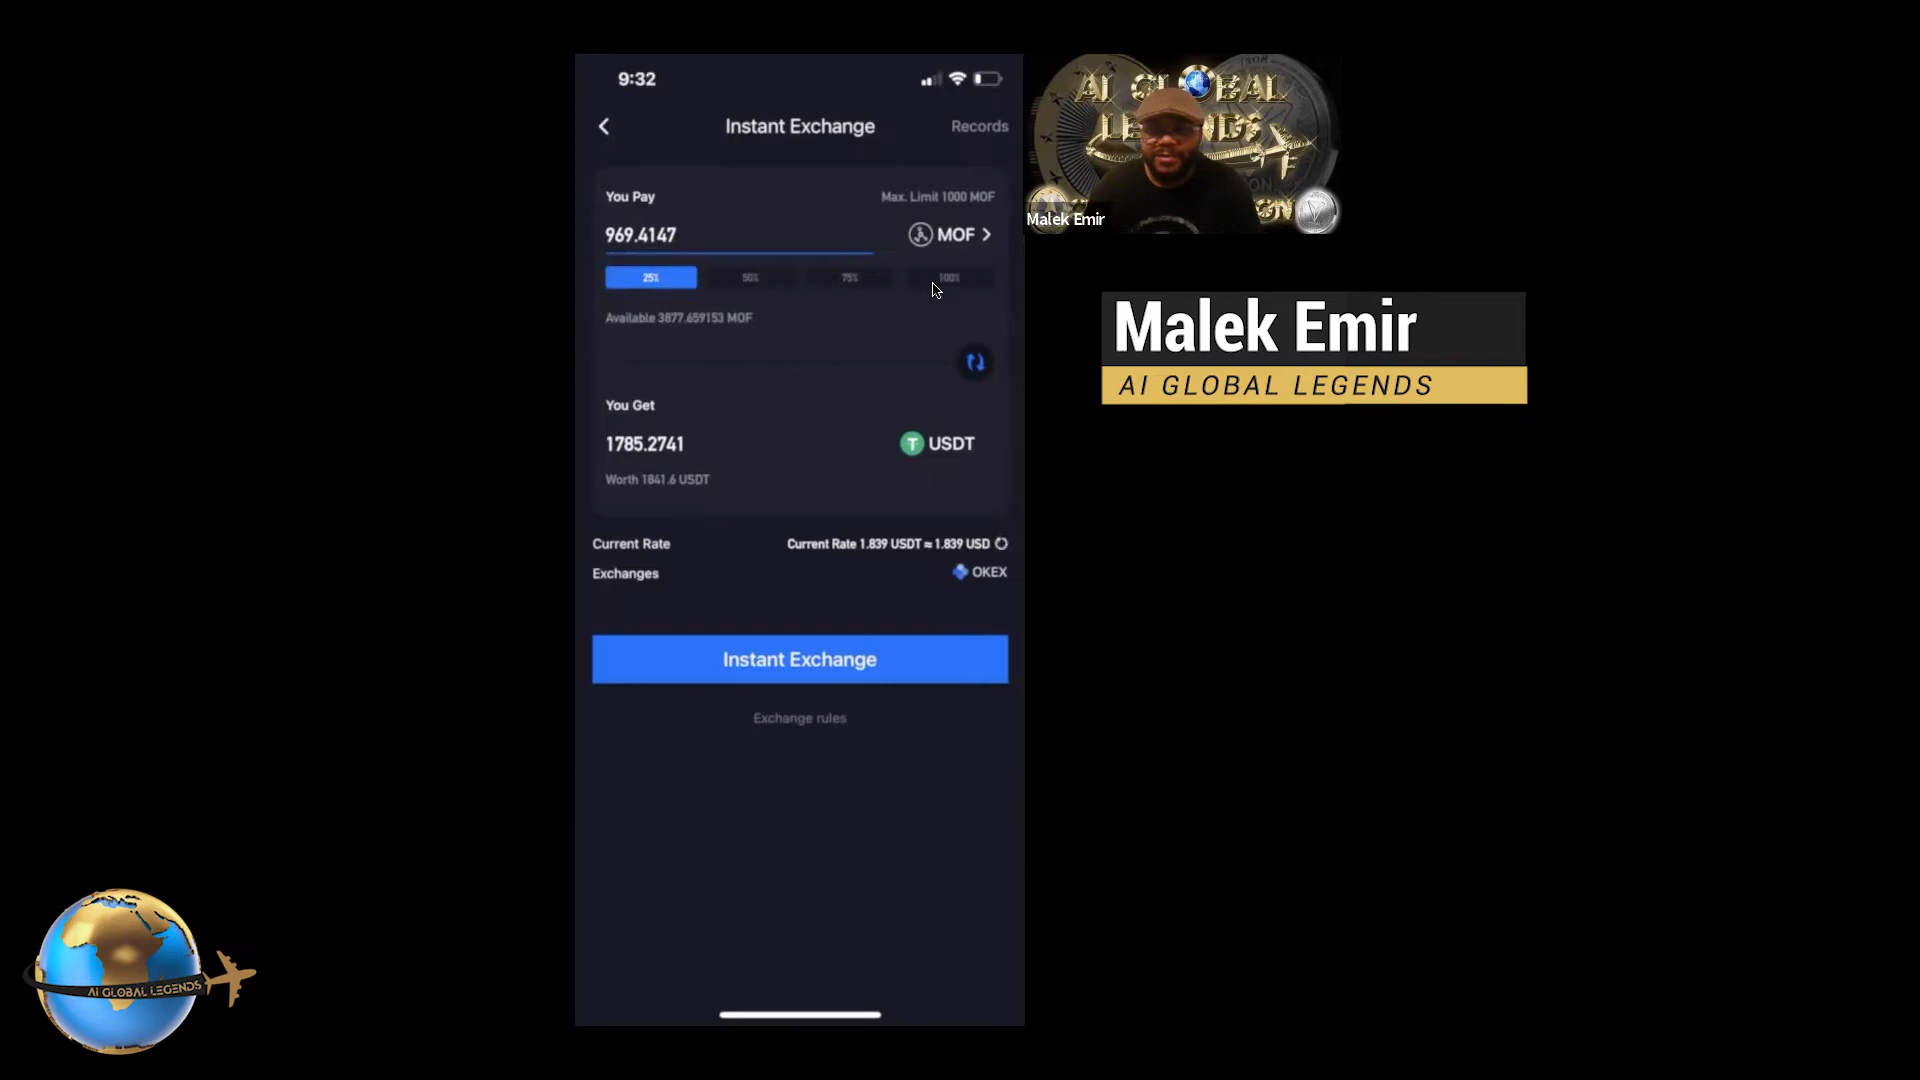 9:32
Instant Exchange
Records
You Pay
Max. Limit 1000 MOF
969.4147
MOF
25%
50%
75%
100%
Available 3877.659153 MOF
You Get
1785.2741
T USDT
Worth 1841.6 USDT
Current Rate
Current Rate 1.839 USDT ≈ 1.839 USD
Exchanges
OKEX
Instant Exchange
Exchange rules
AI GLOBAL
LEGENDS
Malek Emir
Malek Emir
AI GLOBAL LEGENDS
AI GLOBAL LEGENDS